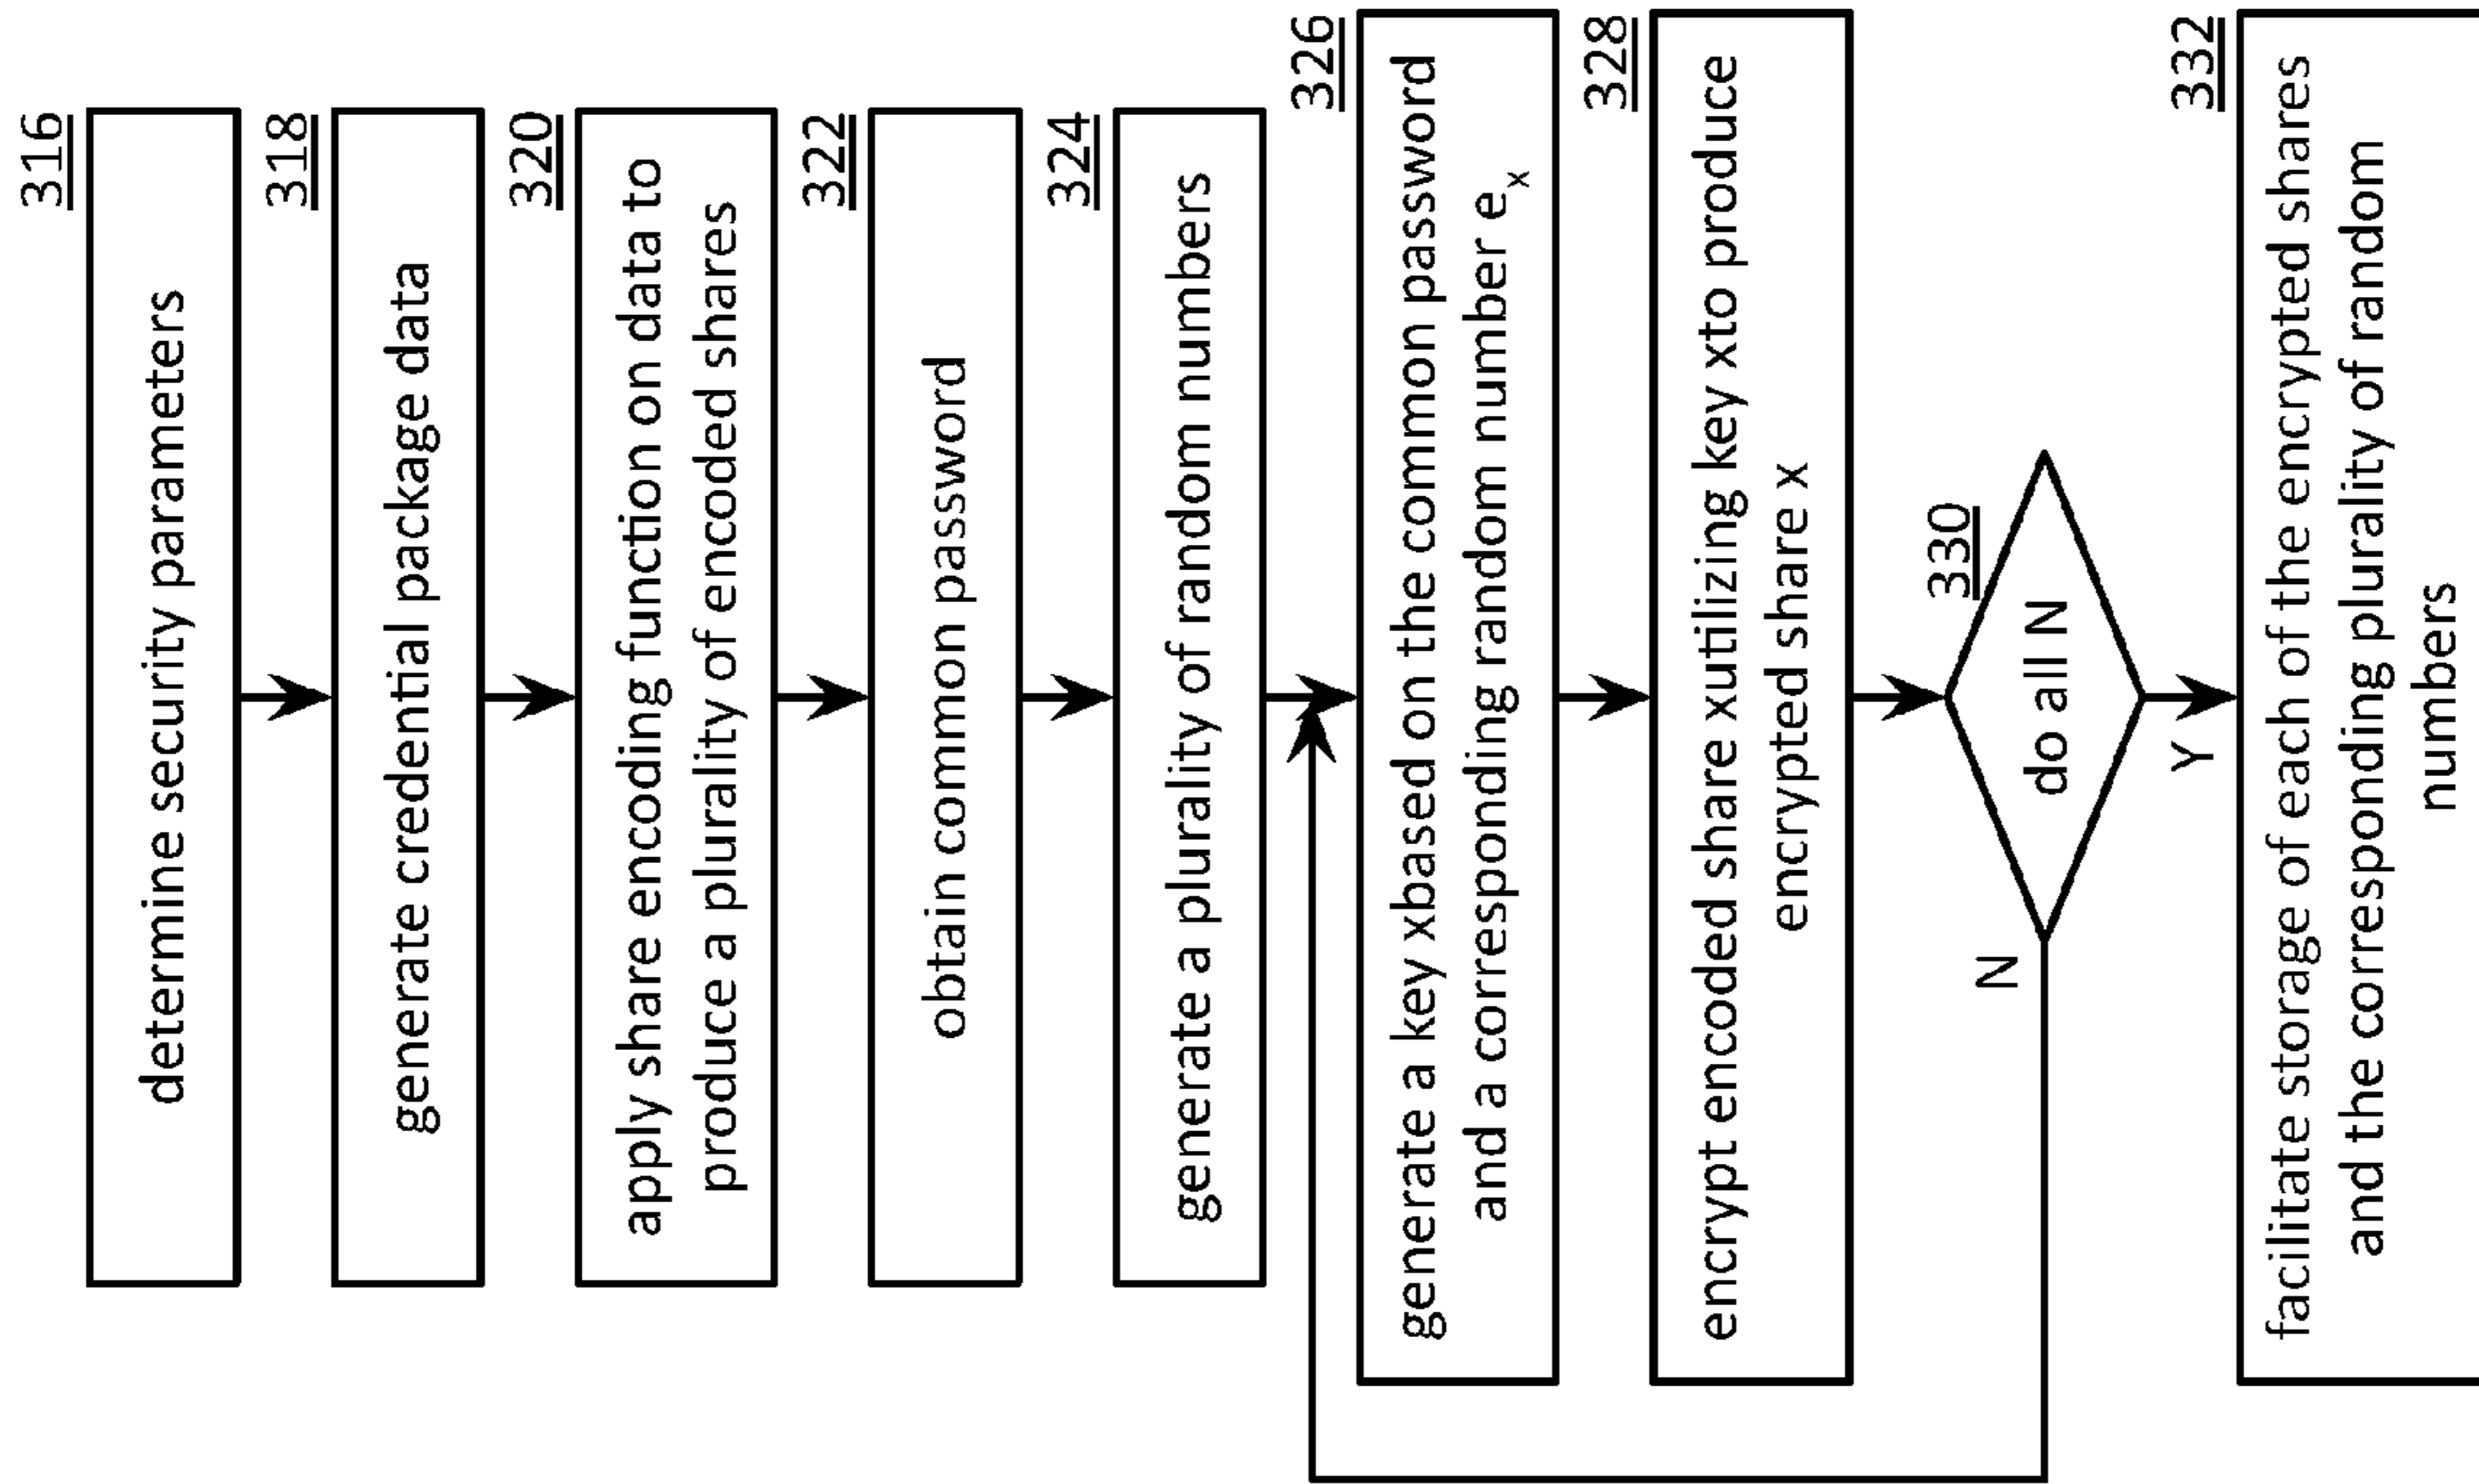 316
determine security parameters
318
generate credential package data
320
apply share encoding function on data to
produce a plurality of encoded shares
322
obtain common password
324
generate a plurality of random numbers
326
generate a key xbased on the common password
and a corresponding random number eₓ
328
encrypt encoded share xutilizing key xto produce
encrypted share x
330
do all N
N
Y
332
facilitate storage of each of the encrypted shares
and the corresponding plurality of random
numbers